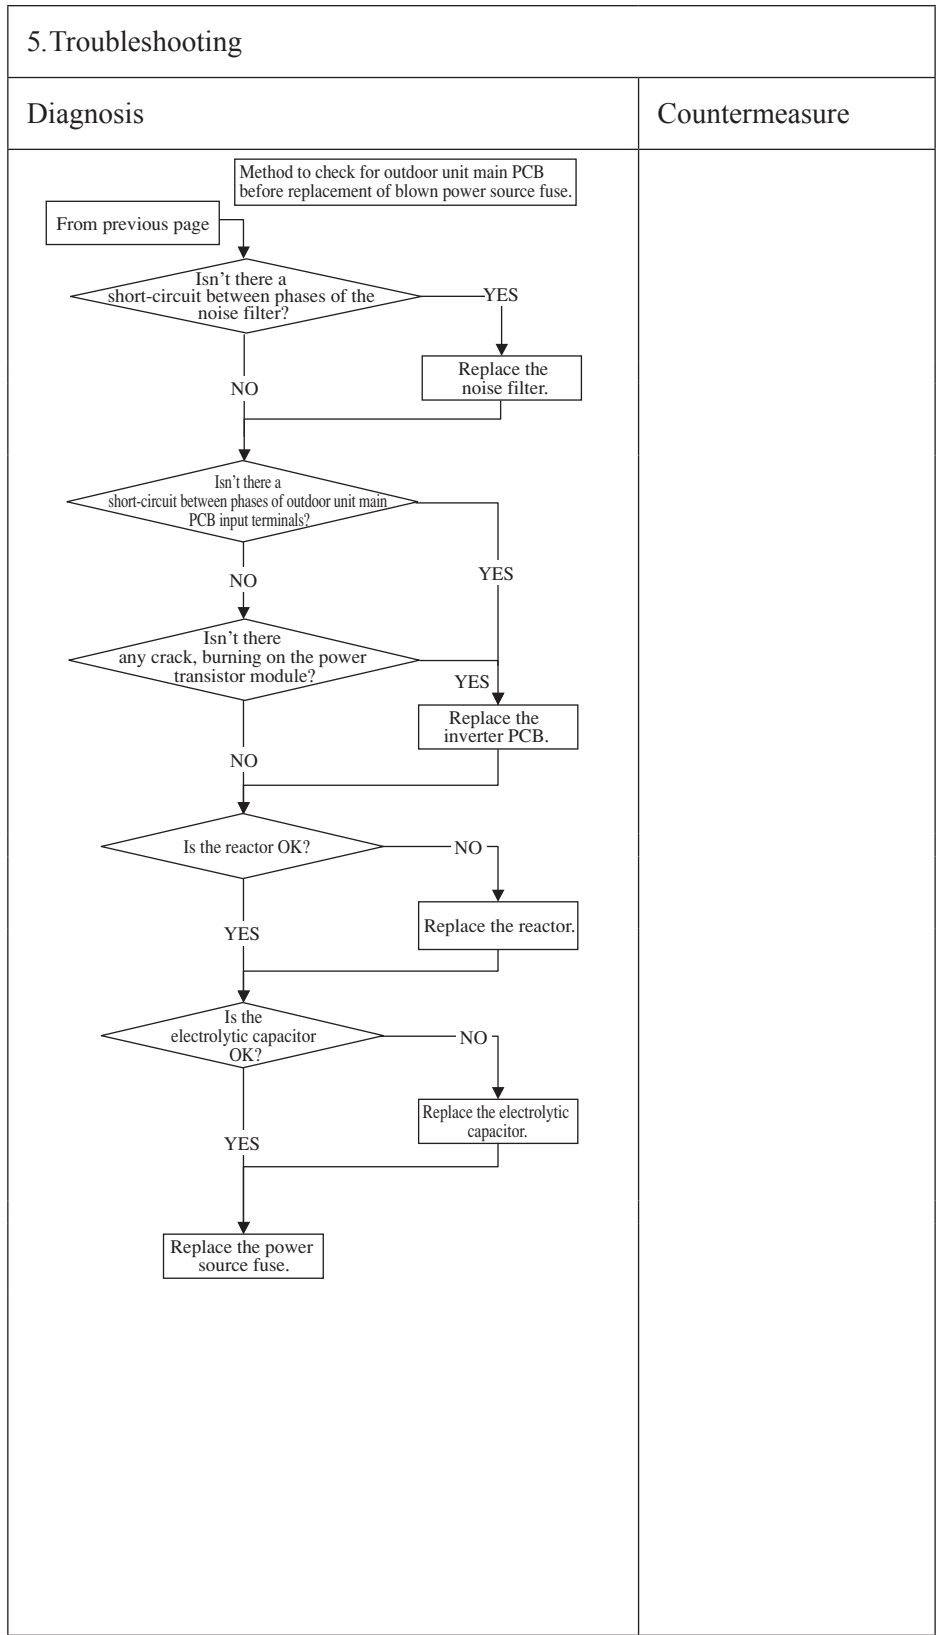 5.Troubleshooting
Diagnosis
Countermeasure
Method to check for outdoor unit main PCB
before replacement of blown power source fuse.
From previous page
Isn't there a
short-circuit between phases of the
noise filter?
YES
Replace the
noise filter.
NO
Isn't there a
short-circuit between phases of outdoor unit main
PCB input terminals?
YES
NO
Isn't there
any crack, burning on the power
transistor module?
YES
Replace the
inverter PCB.
NO
Is the reactor OK?
NO
Replace the reactor.
YES
Is the
electrolytic capacitor
OK?
NO
Replace the electrolytic
capacitor.
YES
Replace the power
source fuse.